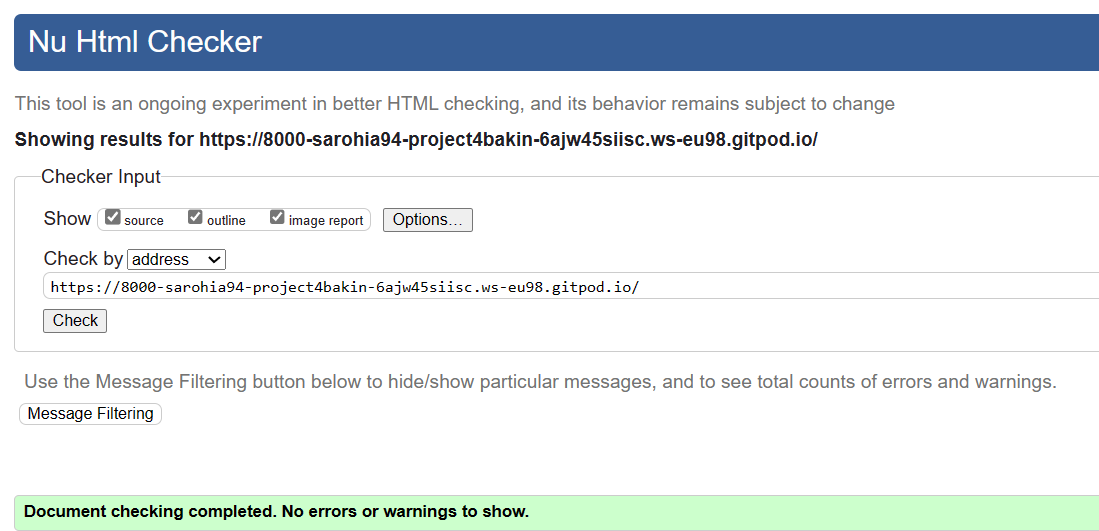 Nu Html Checker
This tool is an ongoing experiment in better HTML checking, and its behavior remains subject to change
Showing results for https://8000-sarohia94-project4bakin-6ajw45siisc.ws-eu98.gitpod.io/
Checker Input
Show source outline image report Options...
Check by address
https://8000-sarohia94-project4bakin-6ajw45siisc.ws-eu98.gitpod.io/
Check
Use the Message Filtering button below to hide/show particular messages, and to see total counts of errors and warnings.
Message Filtering
Document checking completed. No errors or warnings to show.